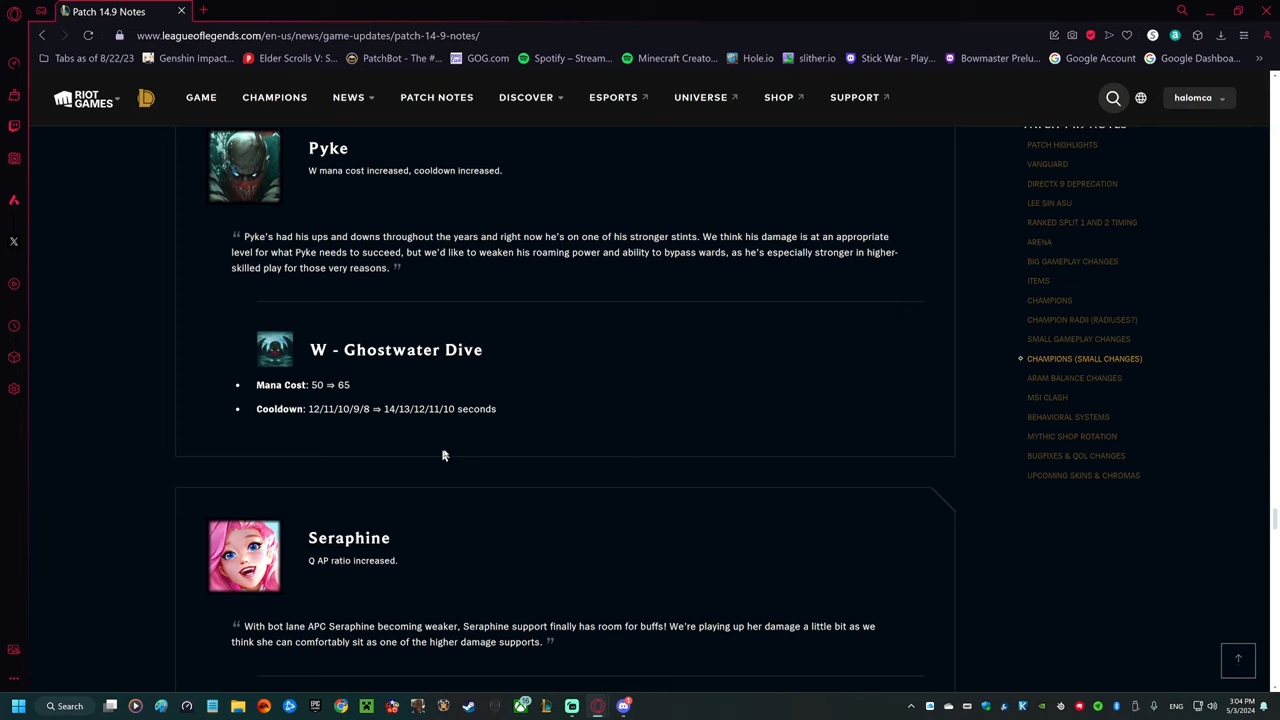 Patch 14.9 Notes
www.leagueoflegends.com/en-us/news/game-updates/patch-14-9-notes/
Tabs as of 8/22/23
Genshin Impact...
Elder Scrolls V: S...
PatchBot - The #...
GOG.com
Spotify – Stream...
Minecraft Creato...
Hole.io
slither.io
Stick War - Play...
Bowmaster Prelu...
Google Account
Google Dashboa...
RIOT GAMES
GAME
CHAMPIONS
NEWS
PATCH NOTES
DISCOVER
ESPORTS
UNIVERSE
SHOP
SUPPORT
halomca
Pyke
W mana cost increased, cooldown increased.
Pyke's had his ups and downs throughout the years and right now he's on one of his stronger stints. We think his damage is at an appropriate
level for what Pyke needs to succeed, but we'd like to weaken his roaming power and ability to bypass wards, as he's especially stronger in higher-
skilled play for those very reasons.
W - Ghostwater Dive
Mana Cost: 50 ⇒ 65
Cooldown: 12/11/10/9/8 ⇒ 14/13/12/11/10 seconds
Seraphine
Q AP ratio increased.
With bot lane APC Seraphine becoming weaker, Seraphine support finally has room for buffs! We're playing up her damage a little bit as we
think she can comfortably sit as one of the higher damage supports.
PATCH 14.9 NOTES
PATCH HIGHLIGHTS
VANGUARD
DIRECTX 9 DEPRECATION
LEE SIN ASU
RANKED SPLIT 1 AND 2 TIMING
ARENA
BIG GAMEPLAY CHANGES
ITEMS
CHAMPIONS
CHAMPION RADII (RADIUSES?)
SMALL GAMEPLAY CHANGES
CHAMPIONS (SMALL CHANGES)
ARAM BALANCE CHANGES
MSI CLASH
BEHAVIORAL SYSTEMS
MYTHIC SHOP ROTATION
BUGFIXES & QOL CHANGES
UPCOMING SKINS & CHROMAS
Search
16
1
3:04 PM
5/3/2024